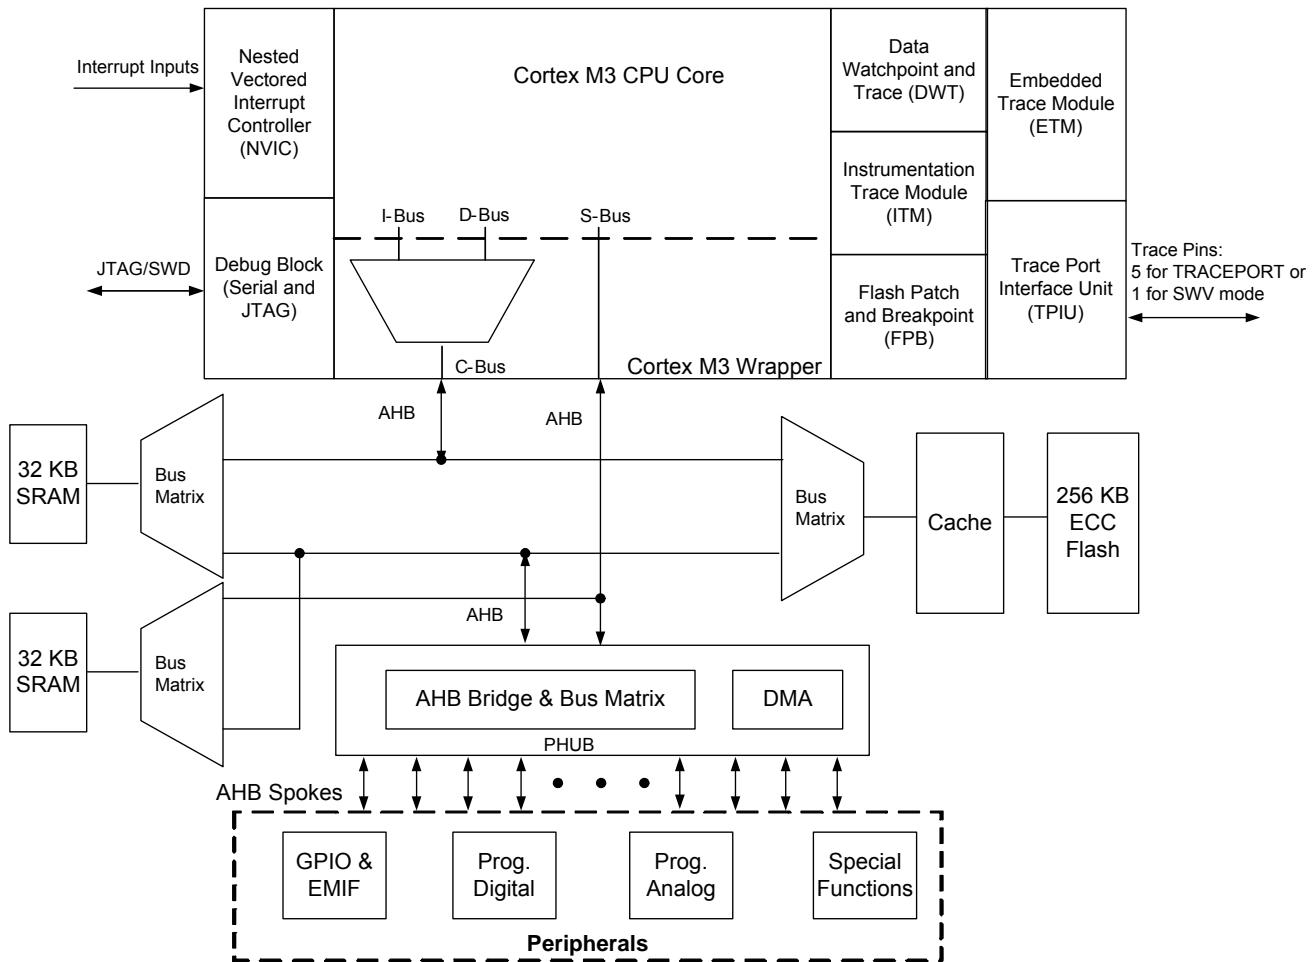 Interrupt Inputs
Nested
Vectored
Interrupt
Controller
(NVIC)
Cortex M3 CPU Core
Data
Watchpoint and
Trace (DWT)
Embedded
Trace Module
(ETM)
Instrumentation
Trace Module
(ITM)
I-Bus
D-Bus
S-Bus
JTAG/SWD
Debug Block
(Serial and
JTAG)
Flash Patch
and Breakpoint
(FPB)
Trace Port
Interface Unit
(TPIU)
Trace Pins:
5 for TRACEPORT or
1 for SWV mode
C-Bus
Cortex M3 Wrapper
AHB
AHB
32 KB
SRAM
Bus
Matrix
Bus
Matrix
Cache
256 KB
ECC
Flash
AHB
32 KB
SRAM
Bus
Matrix
AHB Bridge & Bus Matrix
DMA
PHUB
AHB Spokes
GPIO &
EMIF
Prog.
Digital
Prog.
Analog
Special
Functions
Peripherals